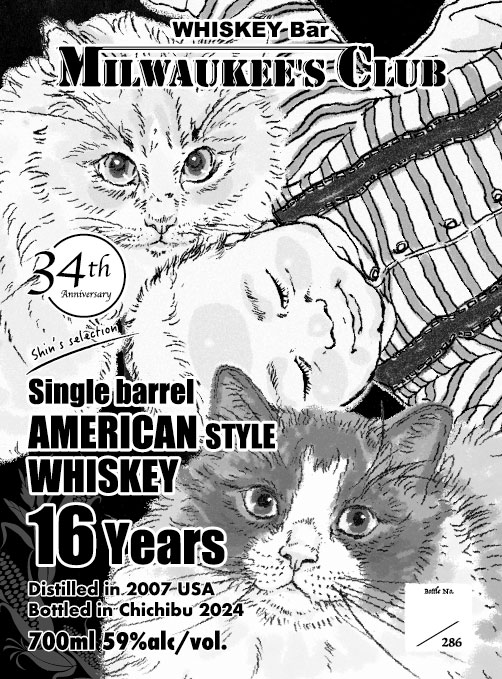 WHISKEY-Bar
MILWAUKEE'S CLUB
34th
Anniversary
Shin's selection
Single barrel
AMERICAN STYLE
WHISKEY
16 Years
Distilled in 2007 USA
Bottled in Chichibu 2024
700ml 59%alc/vol.
Bottle No.
/ 286